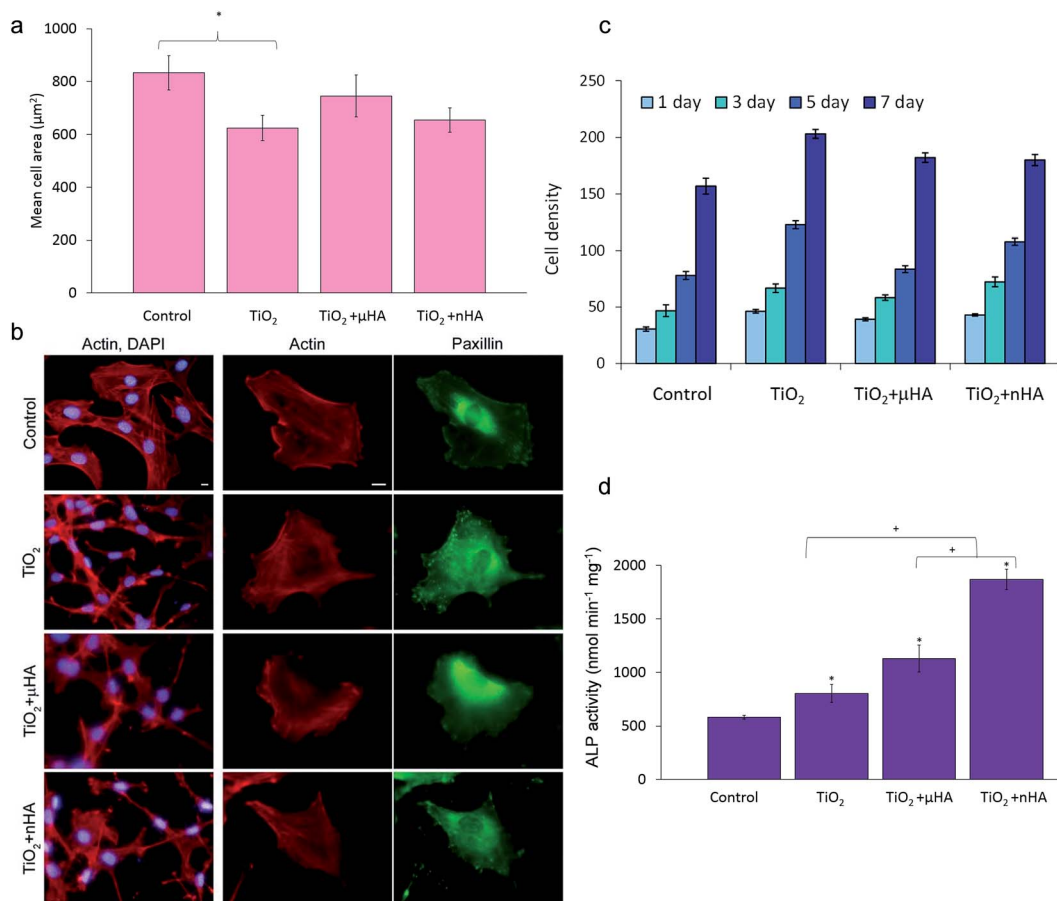 a
*
1000
800
600
400
200
0
Mean cell area (µm²)
Control
TiO₂
TiO₂+µHA
TiO₂+nHA
b
Actin, DAPI
Actin
Paxillin
Control
TiO₂
TiO₂+µHA
TiO₂+nHA
c
250
200
150
100
50
0
Cell density
1 day 3 day 5 day 7 day
Control
TiO₂
TiO₂+µHA
TiO₂+nHA
d
+
+
*
*
*
2000
1500
1000
500
0
ALP activity (nmol min⁻¹ mg⁻¹)
Control
TiO₂
TiO₂+µHA
TiO₂+nHA